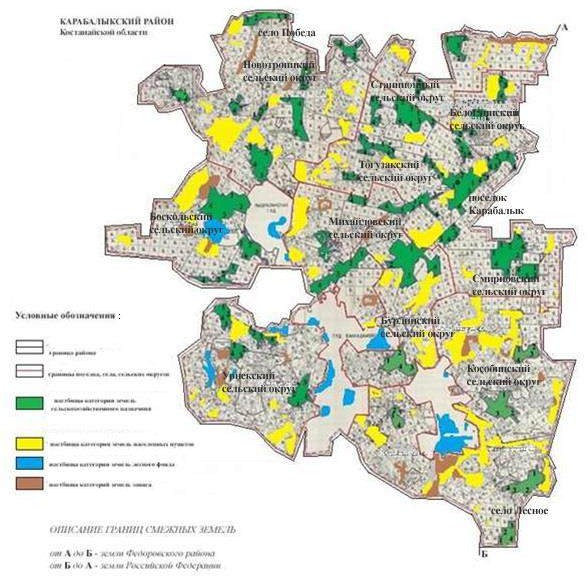 КАРАБАЛЫКСКИЙ РАЙОН
Костанайской области
А
село Победа
Новотроицкий
сельский округ
Станционный
сельский округ
Белоглинский
сельский округ
Тогузакский
сельский округ
поселок
Карабалык
Боскольский
сельский округ
Михайловский
сельский округ
Смирновский
сельский округ
Бурлинский
сельский округ
Урнекский
сельский округ
Кособинский
сельский округ
село Лесное
Б
Условные обозначения :
граница района
граница поселка, села, сельских округов
пастбища категории земель
сельскохозяйственного назначения
пастбища категории земель населенных пунктов
пастбища категории земель лесного фонда
пастбища категорий земель запаса
ОПИСАНИЕ ГРАНИЦ СМЕЖНЫХ ЗЕМЕЛЬ
от А до Б - земли Федоровского района
от Б до А - земли Российской Федерации